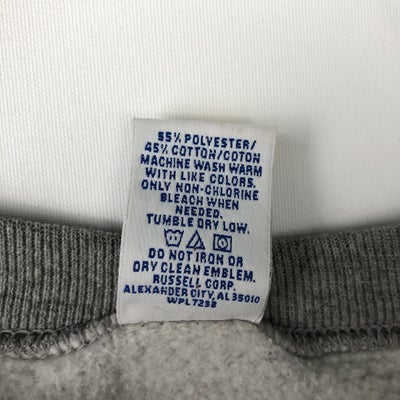 55% POLYESTER/
45% COTTON/COTON
MACHINE WASH WARM
WITH LIKE COLORS.
ONLY NON-CHLORINE
BLEACH WHEN
NEEDED.
TUMBLE DRY LOW.
DO NOT IRON OR
DRY CLEAN EMBLEM.
RUSSELL CORP.
ALEXANDER CITY, AL 35010
WPL 7238